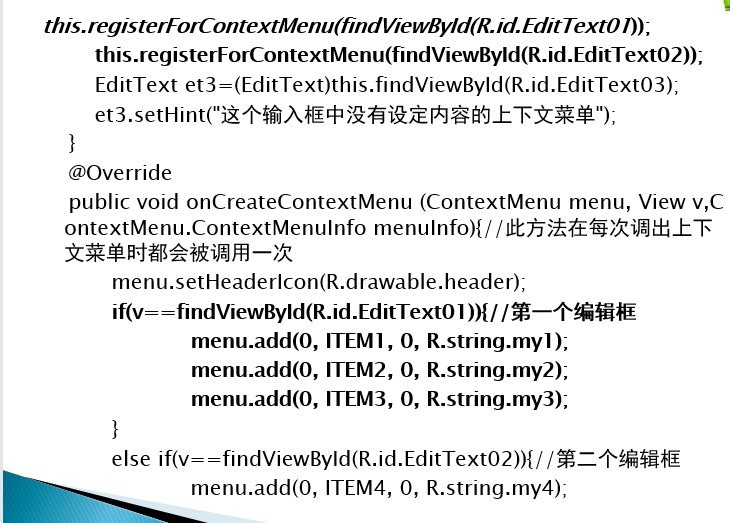 this.registerForContextMenu(findViewById(R.id.EditText01));
this.registerForContextMenu(findViewById(R.id.EditText02));
EditText et3=(EditText)this.findViewById(R.id.EditText03);
et3.setHint("这个输入框中没有设定内容的上下文菜单");
}
@Override
public void onCreateContextMenu (ContextMenu menu, View v,C
ontextMenu.ContextMenuInfo menuInfo){//此方法在每次调出上下
文菜单时都会被调用一次
menu.setHeaderIcon(R.drawable.header);
if(v==findViewById(R.id.EditText01)){//第一个编辑框
menu.add(0, ITEM1, 0, R.string.my1);
menu.add(0, ITEM2, 0, R.string.my2);
menu.add(0, ITEM3, 0, R.string.my3);
}
else if(v==findViewById(R.id.EditText02)){//第二个编辑框
menu.add(0, ITEM4, 0, R.string.my4);